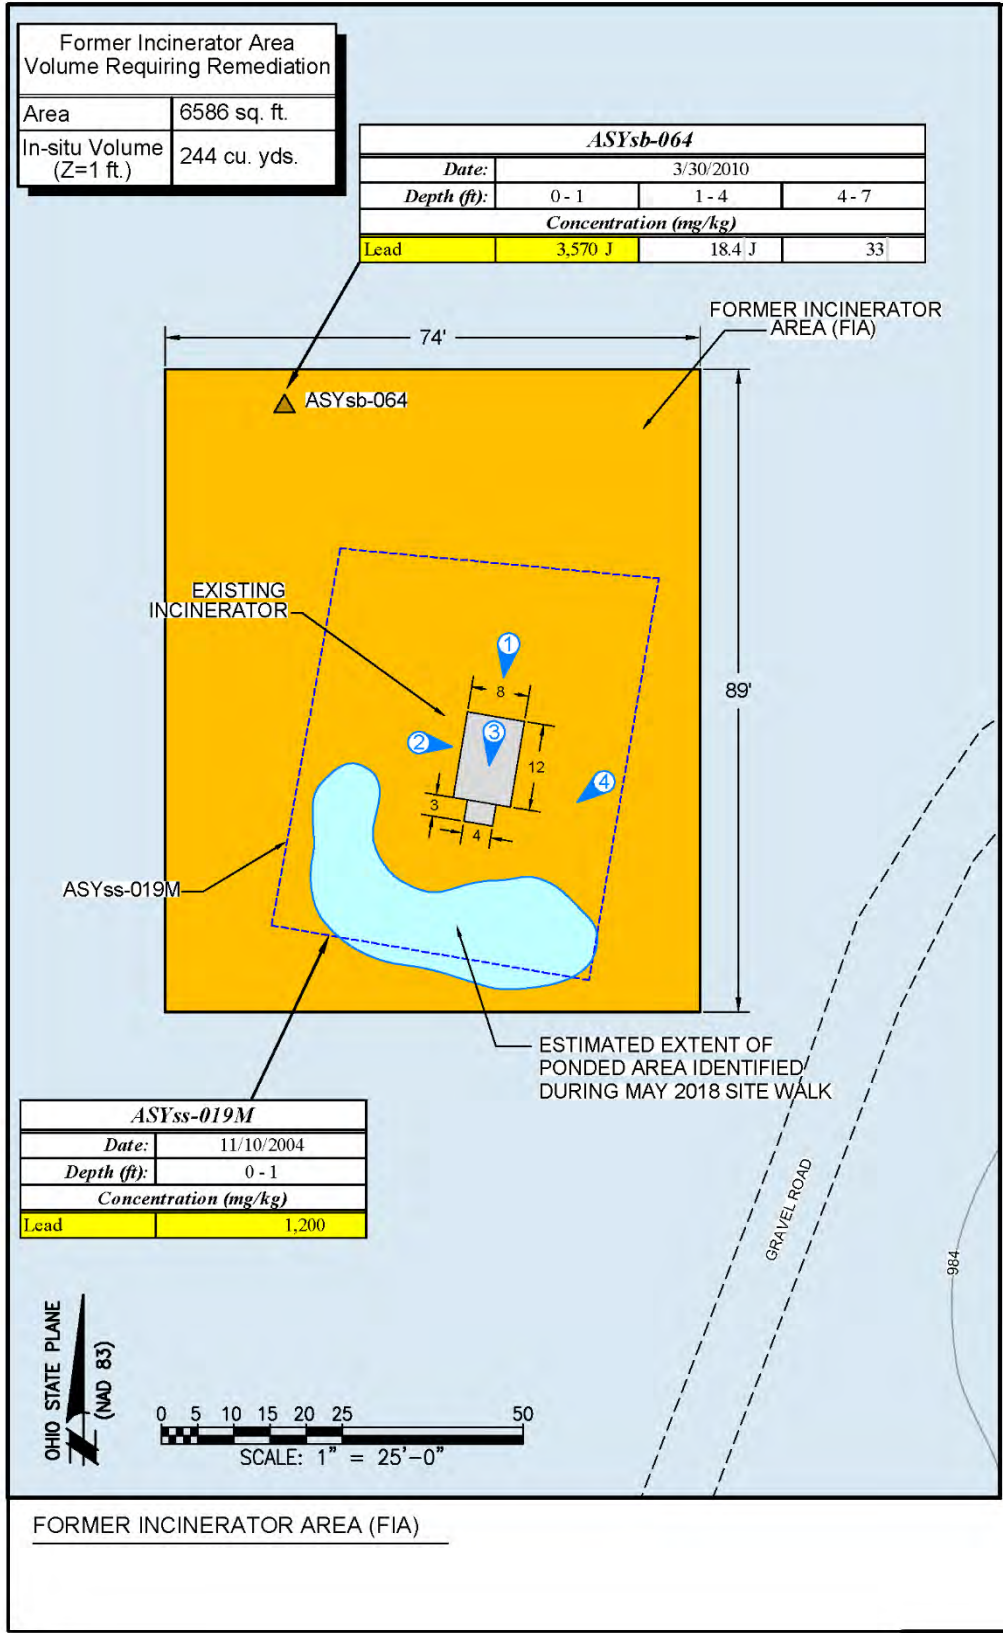 Former Incinerator Area
Volume Requiring Remediation
Area 6586 sq. ft.
In-situ Volume
(Z=1 ft.) 244 cu. yds.
ASYsb-064
Date: 3/30/2010
Depth (ft): 0 - 1 1 - 4 4 - 7
Concentration (mg/kg)
Lead 3,570 J 18.4 J 33
FORMER INCINERATOR
AREA (FIA)
74'
ASYsb-064
EXISTING
INCINERATOR
1
8
89'
2
3
12
4
3
4
ASYss-019M
ESTIMATED EXTENT OF
PONDED AREA IDENTIFIED
DURING MAY 2018 SITE WALK
ASYss-019M
Date: 11/10/2004
Depth (ft): 0 - 1
Concentration (mg/kg)
Lead 1,200
GRAVEL ROAD
984
OHIO STATE PLANE
(NAD 83)
0 5 10 15 20 25 50
SCALE: 1" = 25'-0"
FORMER INCINERATOR AREA (FIA)